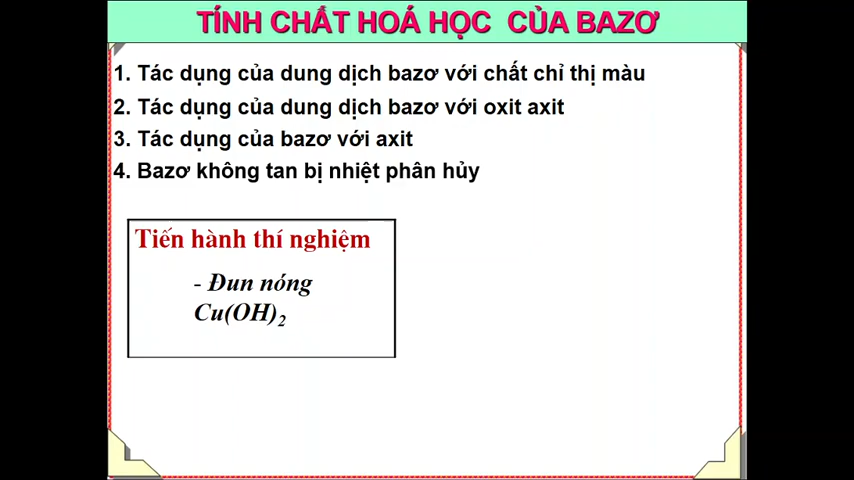 TÍNH CHẤT HOÁ HỌC CỦA BAZƠ
1. Tác dụng của dung dịch bazơ với chất chỉ thị màu
2. Tác dụng của dung dịch bazơ với oxit axit
3. Tác dụng của bazơ với axit
4. Bazơ không tan bị nhiệt phân hủy
Tiến hành thí nghiệm
- Đun nóng
Cu(OH)₂